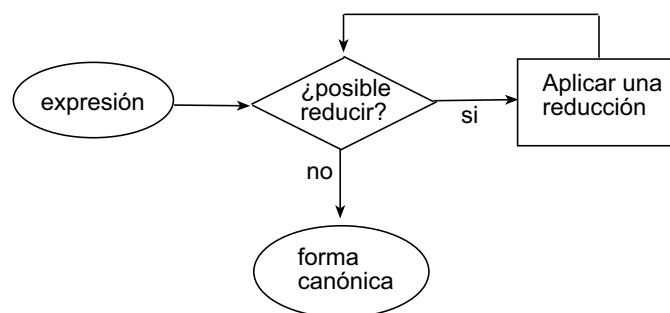 expresión
¿posible
reducir?
si
Aplicar una
reducción
no
forma
canónica